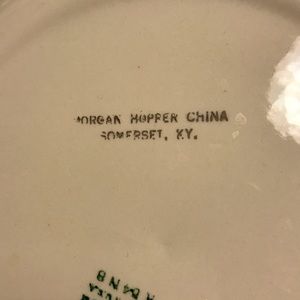 MORGAN HOPPER CHINA
SOMERSET, KY.